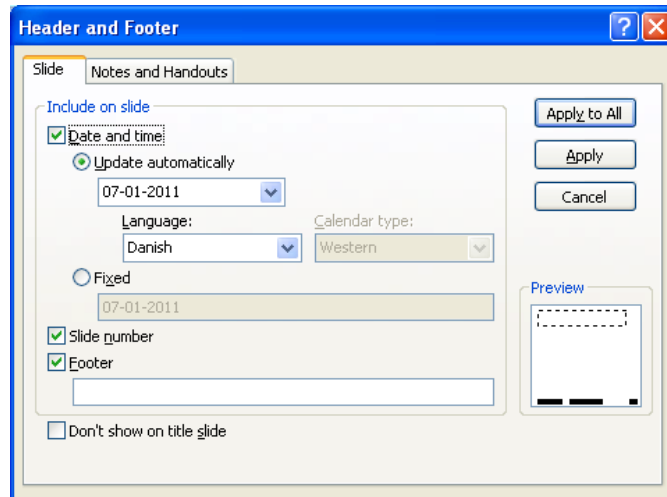 Header and Footer
Slide
Notes and Handouts
Include on slide
Date and time
Update automatically
07-01-2011
Language:
Calendar type:
Danish
Western
Fixed
07-01-2011
Slide number
Footer
Don't show on title slide
Apply to All
Apply
Cancel
Preview